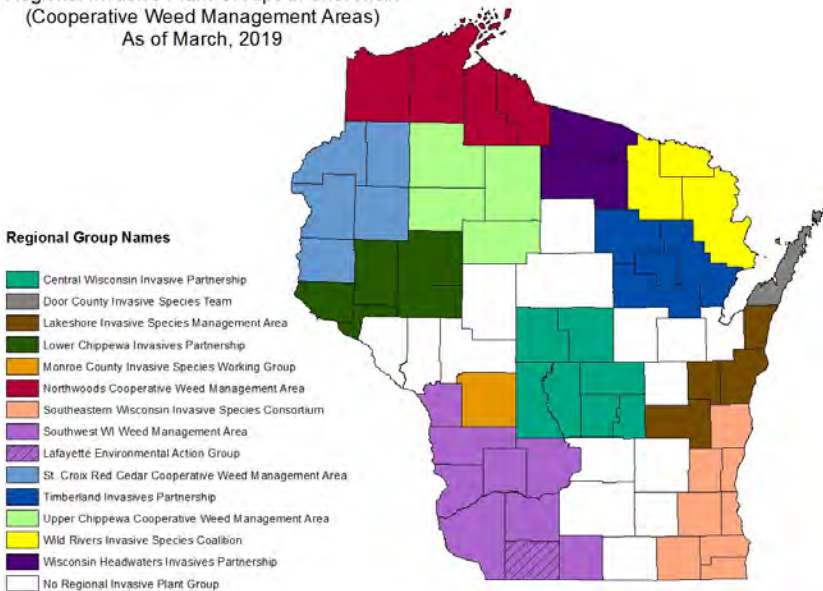 (Cooperative Weed Management Areas)
As of March, 2019
Regional Group Names
Central Wisconsin Invasive Partnership
Door County Invasive Species Team
Lakeshore Invasive Species Management Area
Lower Chippewa Invasives Partnership
Monroe County Invasive Species Working Group
Northwoods Cooperative Weed Management Area
Southeastern Wisconsin Invasive Species Consortium
Southwest WI Weed Management Area
Lafayette Environmental Action Group
St. Croix Red Cedar Cooperative Weed Management Area
Timberland Invasives Partnership
Upper Chippewa Cooperative Weed Management Area
Wild Rivers Invasive Species Coalition
Wisconsin Headwaters Invasives Partnership
No Regional Invasive Plant Group